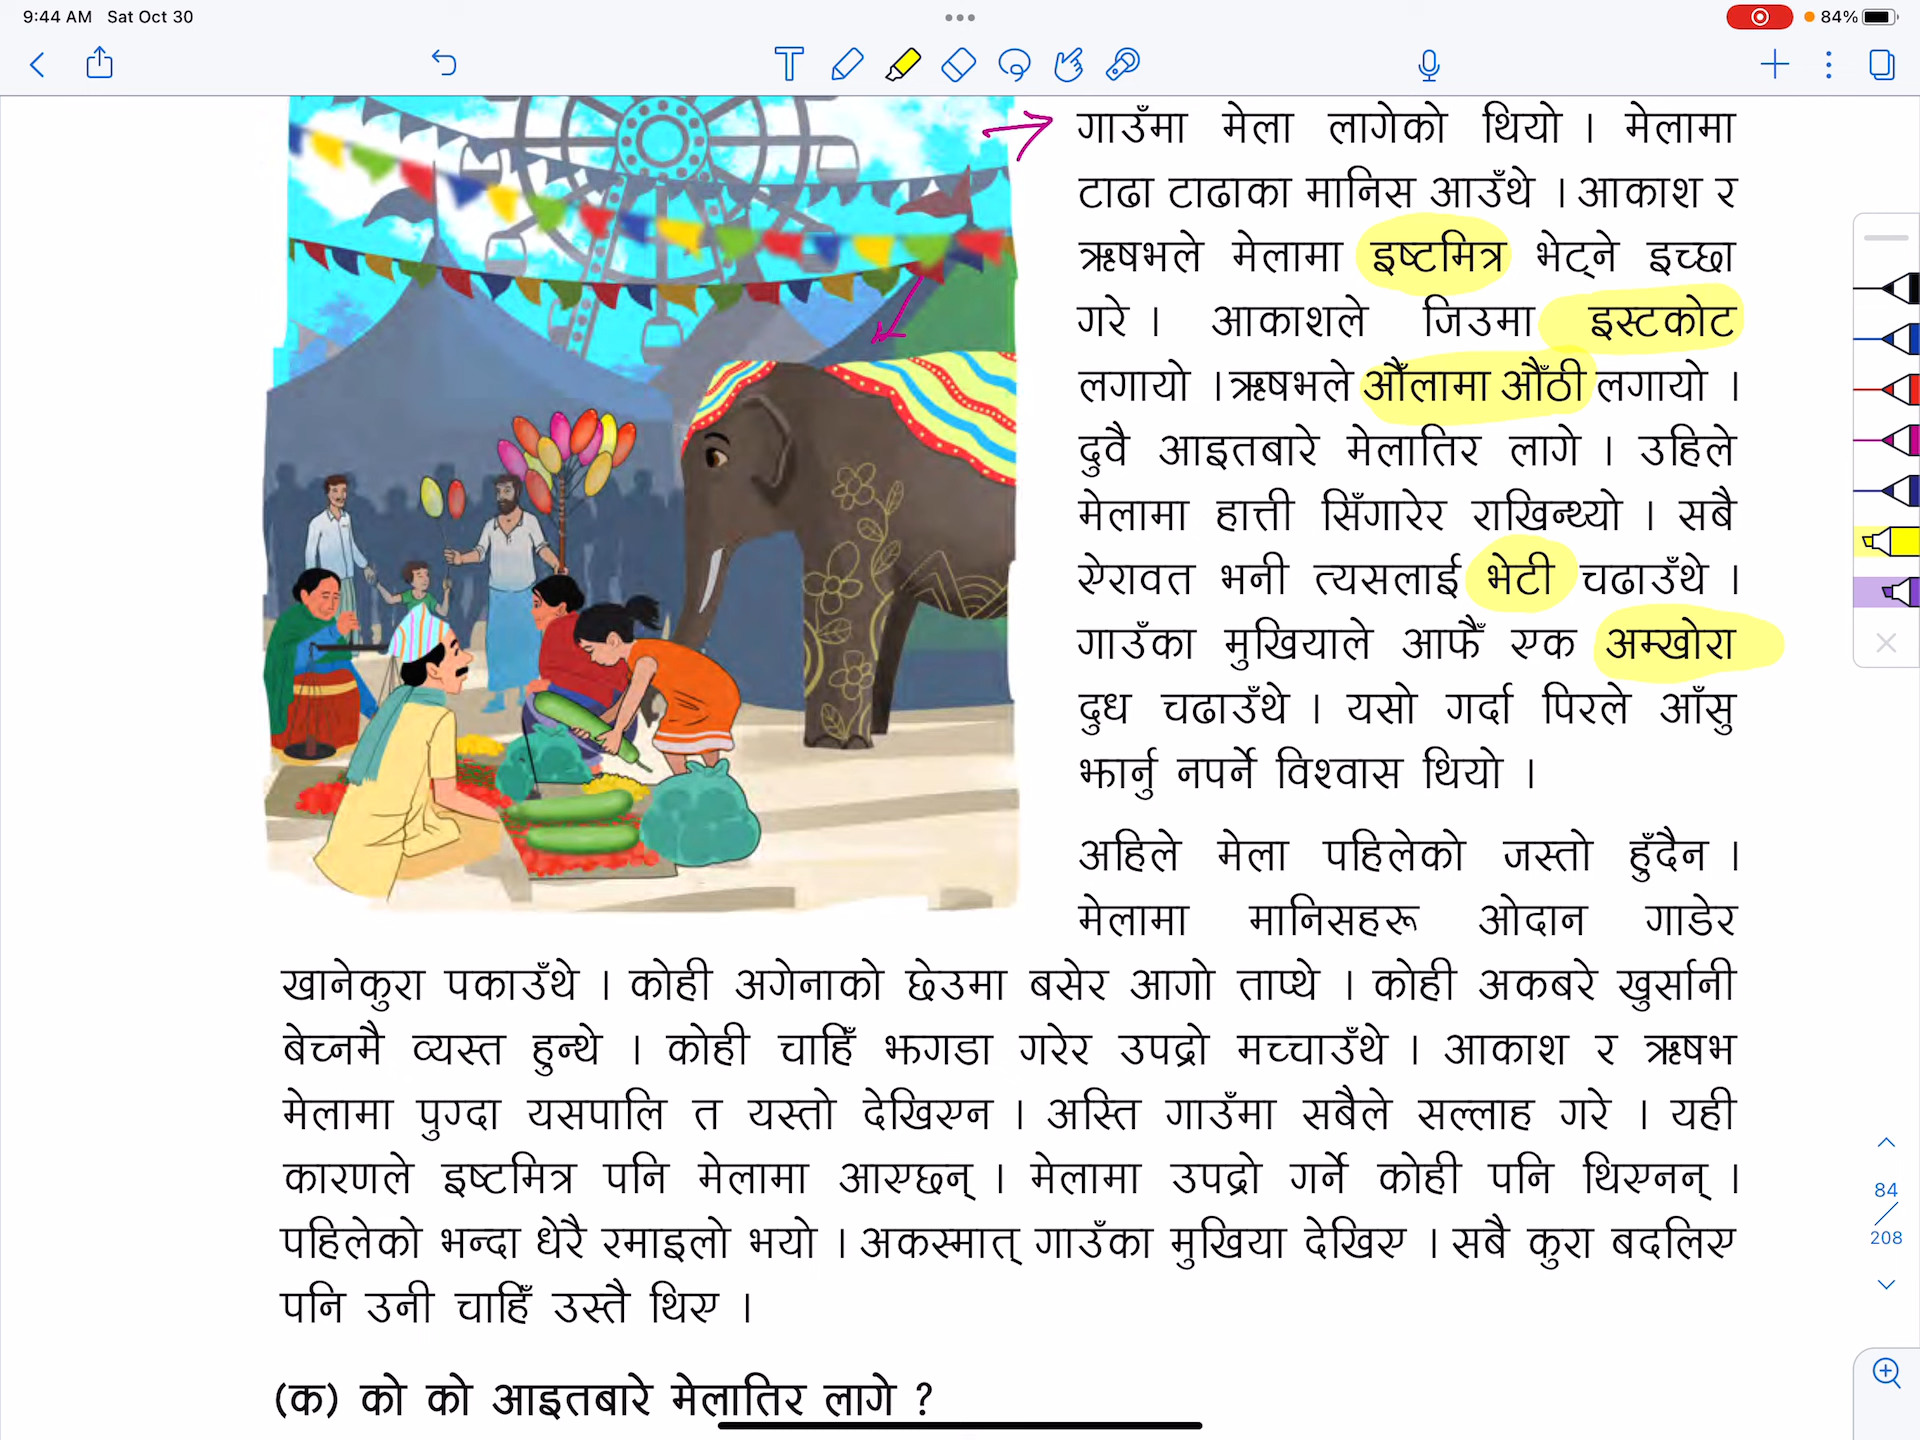 9:44 AM Sat Oct 30
84%
गाउँमा मेला लागेको थियो । मेलामा
टाढा टाढाका मानिस आउँथे । आकाश र
ऋषभले मेलामा इष्टमित्र भेट्ने इच्छा
गरे । आकाशले जिउमा इस्टकोट
लगायो । ऋषभले औँलामा औँठी लगायो ।
दुवै आइतबारे मेलातिर लागे । उहिले
मेलामा हात्ती सिँगारेर राखिन्थ्यो । सबै
ऐरावत भनी त्यसलाई भेटी चढाउँथे ।
गाउँका मुखियाले आफैँ एक अम्खोरा
दुध चढाउँथे । यसो गर्दा पिरले आँसु
झार्नु नपर्ने विश्वास थियो ।
अहिले मेला पहिलेको जस्तो हुँदैन ।
मेलामा मानिसहरू ओदान गाडेर
खानेकुरा पकाउँथे । कोही अगेनाको छेउमा बसेर आगो ताप्थे । कोही अकबरे खुर्सानी
बेच्नमै व्यस्त हुन्थे । कोही चाहिँ झगडा गरेर उपद्रो मच्चाउँथे । आकाश र ऋषभ
मेलामा पुग्दा यसपालि त यस्तो देखिएन । अस्ति गाउँमा सबैले सल्लाह गरे । यही
कारणले इष्टमित्र पनि मेलामा आएछन् । मेलामा उपद्रो गर्ने कोही पनि थिएनन् ।
पहिलेको भन्दा धेरै रमाइलो भयो । अकस्मात् गाउँका मुखिया देखिए । सबै कुरा बदलिए
पनि उनी चाहिँ उस्तै थिए ।
84
/
208
(क) को को आइतबारे मेलातिर लागे ?